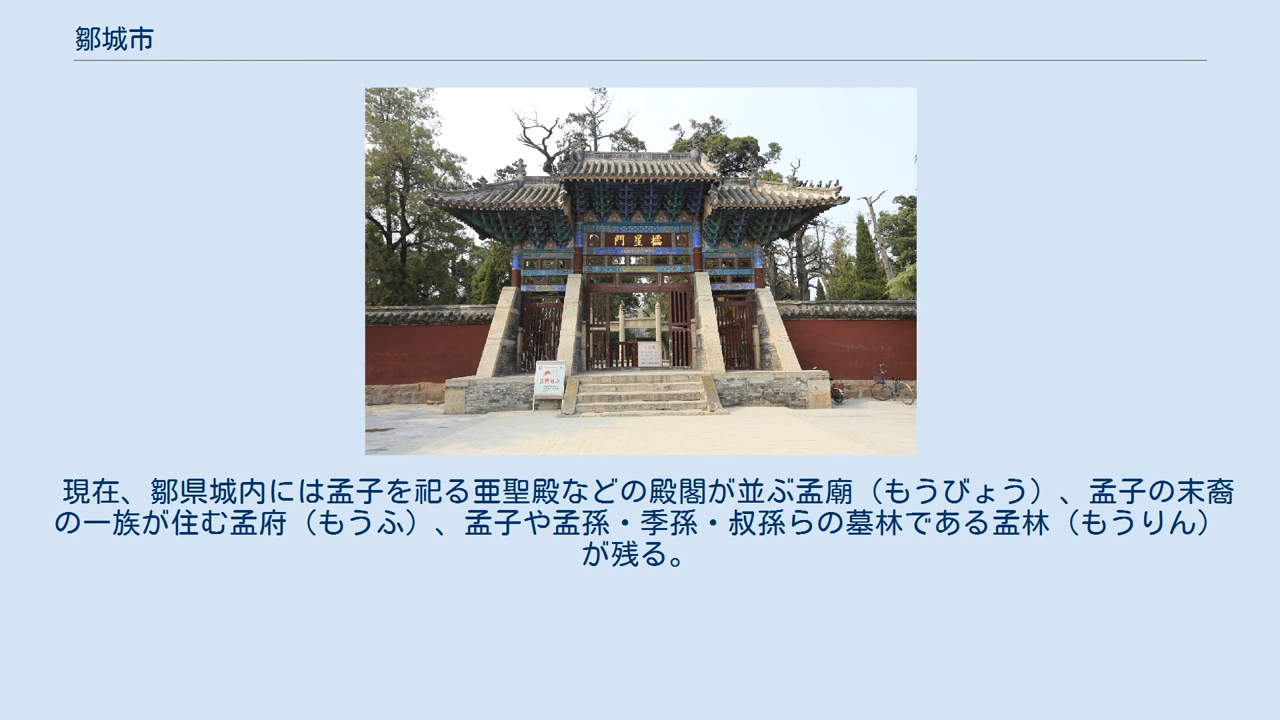 鄒城市
櫺星門
現在、鄒県城内には孟子を祀る亜聖殿などの殿閣が並ぶ孟廟（もうびょう）、孟子の末裔
の一族が住む孟府（もうふ）、孟子や孟孫・季孫・叔孫らの墓林である孟林（もうりん）
が残る。